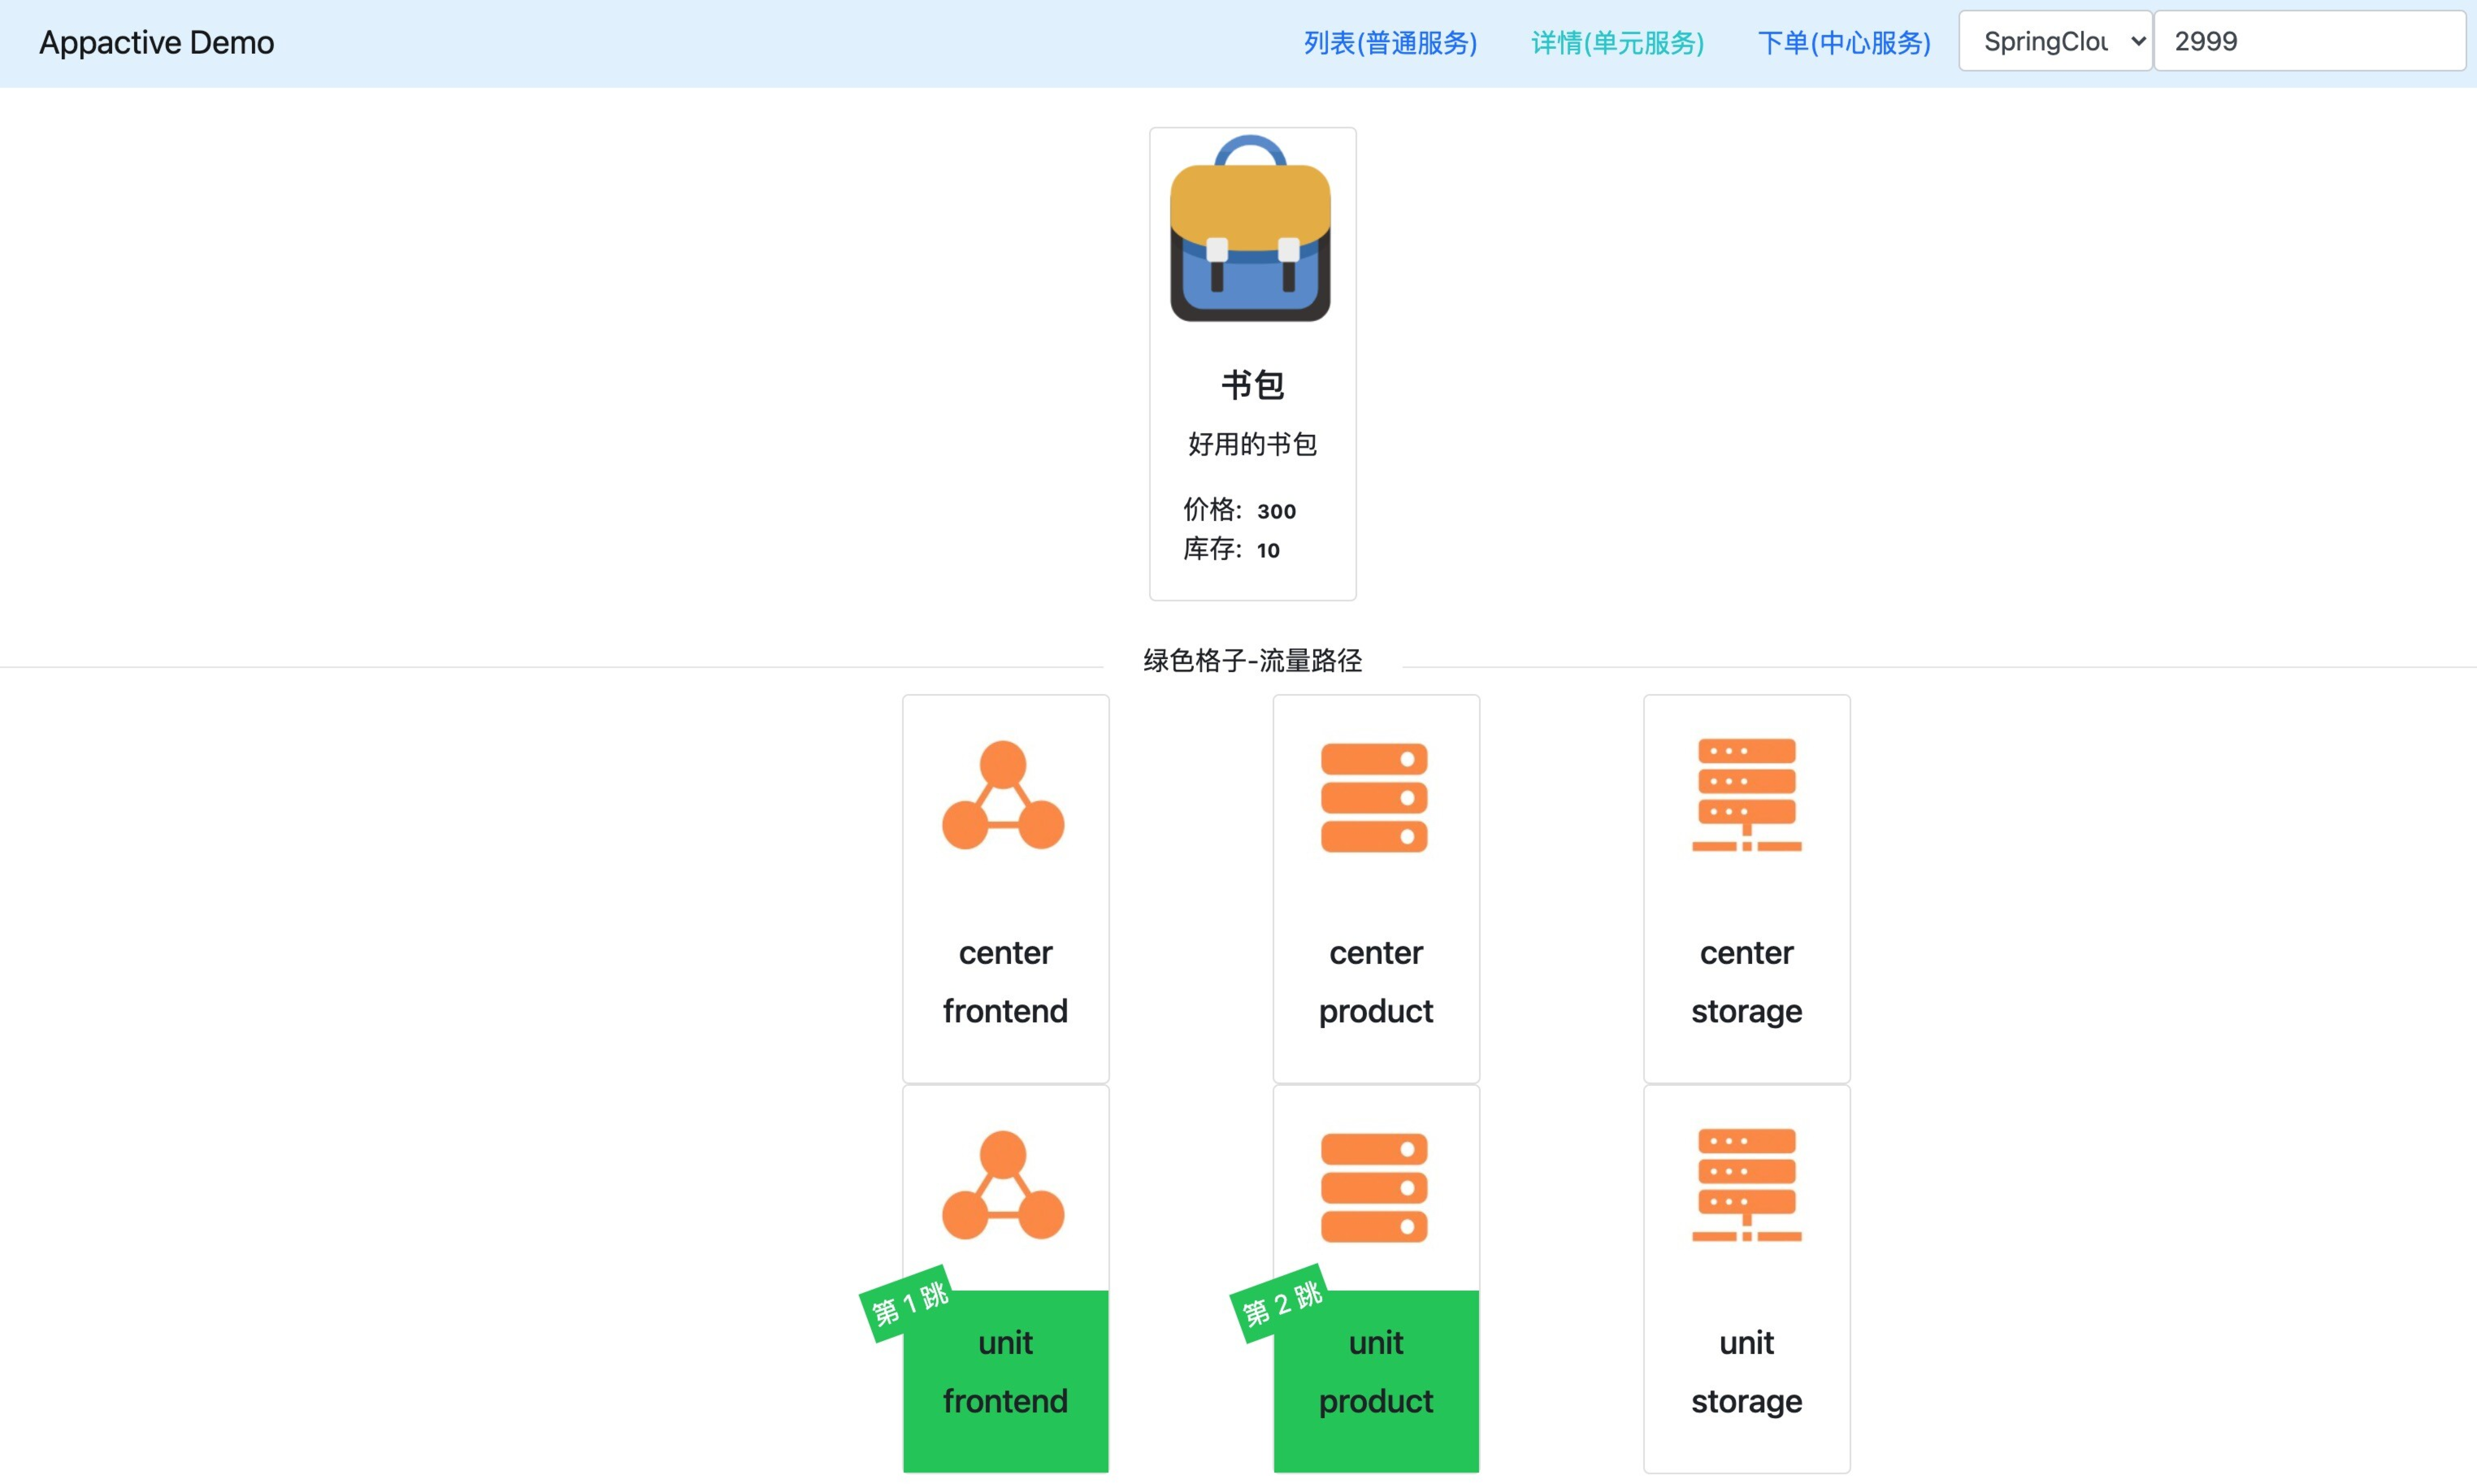 Appactive Demo
列表(普通服务)
详情(单元服务)
下单(中心服务)
SpringClou
2999
书包
好用的书包
价格: 300
库存: 10
绿色格子-流量路径
center
frontend
center
product
center
storage
第 1 跳
unit
frontend
第 2 跳
unit
product
unit
storage